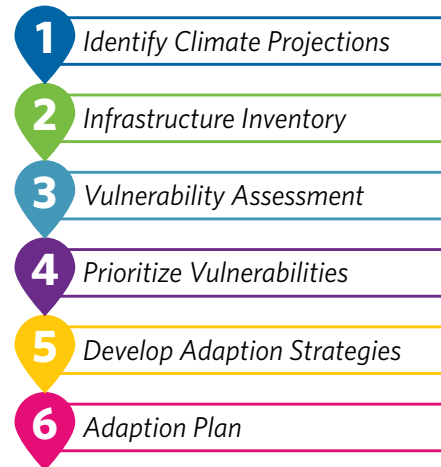 1 Identify Climate Projections
2 Infrastructure Inventory
3 Vulnerability Assessment
4 Prioritize Vulnerabilities
5 Develop Adaption Strategies
6 Adaption Plan